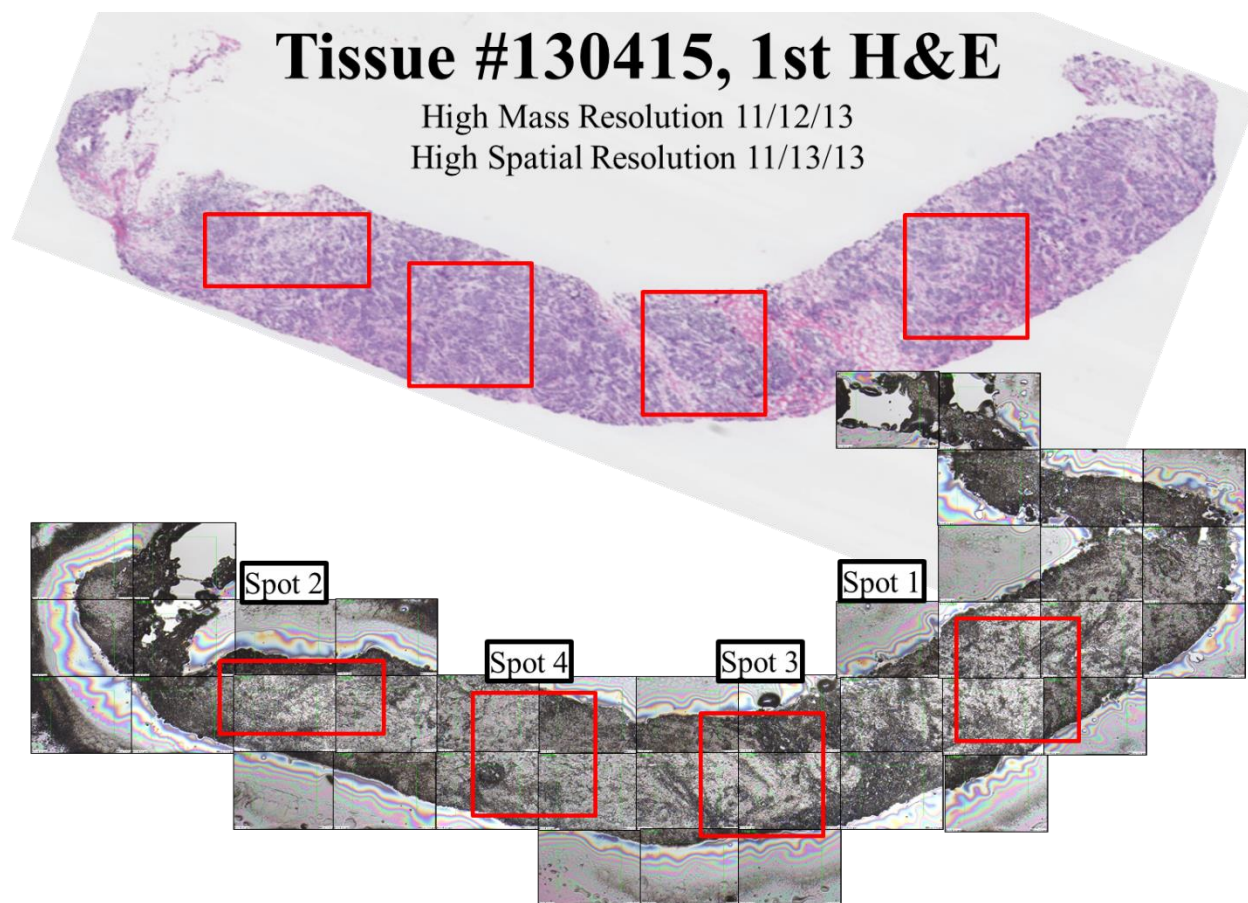 Tissue #130415, 1st H&E
High Mass Resolution 11/12/13
High Spatial Resolution 11/13/13
Spot 2
Spot 1
Spot 4
Spot 3